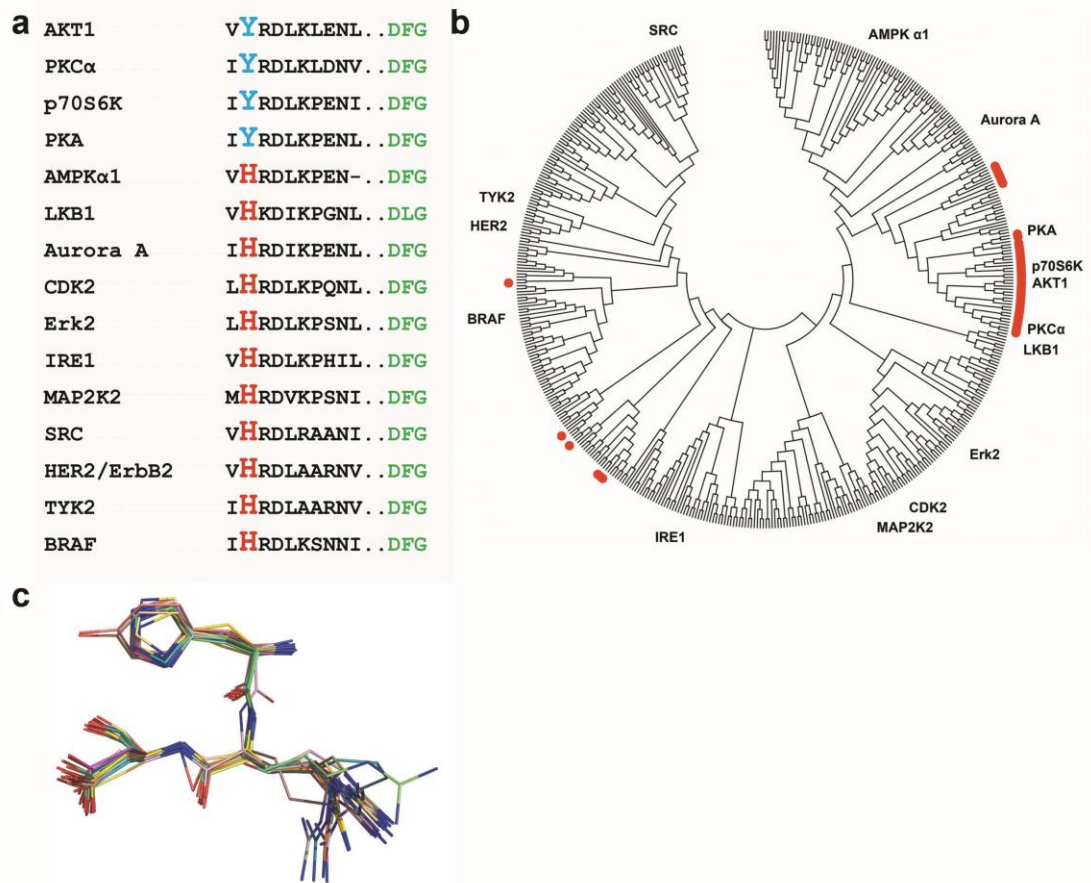 a
AKT1 VYRDLKLENL..DFG
PKCα IYRDLKLDNV..DFG
p70S6K IYRDLKPENI..DFG
PKA IYRDLKPENL..DFG
AMPKα1 VHRDLKPEN-..DFG
LKB1 VHKDIKPGNL..DLG
Aurora A IHRDIKPENL..DFG
CDK2 LHRDLKPQNL..DFG
Erk2 LHRDLKPSNL..DFG
IRE1 VHRDLKPHIL..DFG
MAP2K2 MHRDVKPSNI..DFG
SRC VHRDLRAANI..DFG
HER2/ErbB2 VHRDLAARNV..DFG
TYK2 IHRDLAARNV..DFG
BRAF IHRDLKSNNI..DFG
b
SRC
AMPK α1
Aurora A
TYK2
HER2
PKA
p70S6K
AKT1
BRAF
PKCα
LKB1
Erk2
CDK2
MAP2K2
IRE1
c